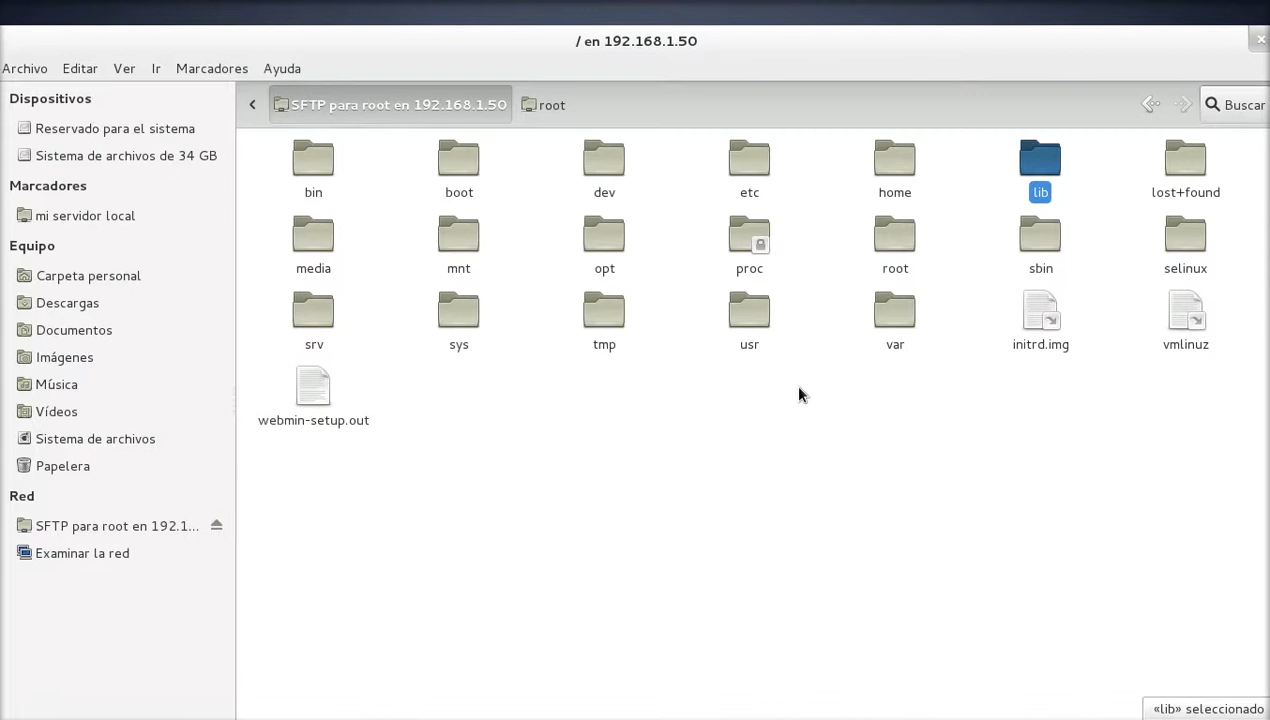 / en 192.168.1.50
Archivo Editar Ver Ir Marcadores Ayuda
Dispositivos
Reservado para el sistema
Sistema de archivos de 34 GB
Marcadores
mi servidor local
Equipo
Carpeta personal
Descargas
Documentos
Imágenes
Música
Vídeos
Sistema de archivos
Papelera
Red
SFTP para root en 192.1...
Examinar la red
SFTP para root en 192.168.1.50 root Buscar
bin boot dev etc home lib lost+found
media mnt opt proc root sbin selinux
srv sys tmp usr var initrd.img vmlinuz
webmin-setup.out
«lib» seleccionado